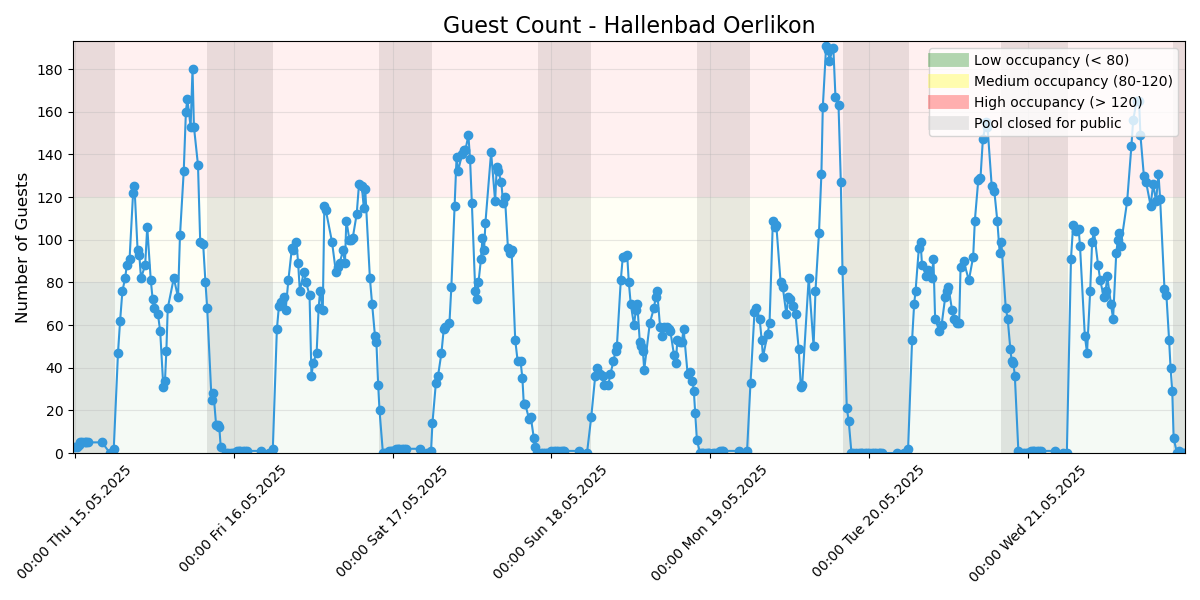 Guest Count - Hallenbad Oerlikon
Number of Guests
180
160
140
120
100
80
60
40
20
0
Low occupancy (< 80)
Medium occupancy (80-120)
High occupancy (> 120)
Pool closed for public
00:00 Thu 15.05.2025
00:00 Fri 16.05.2025
00:00 Sat 17.05.2025
00:00 Sun 18.05.2025
00:00 Mon 19.05.2025
00:00 Tue 20.05.2025
00:00 Wed 21.05.2025